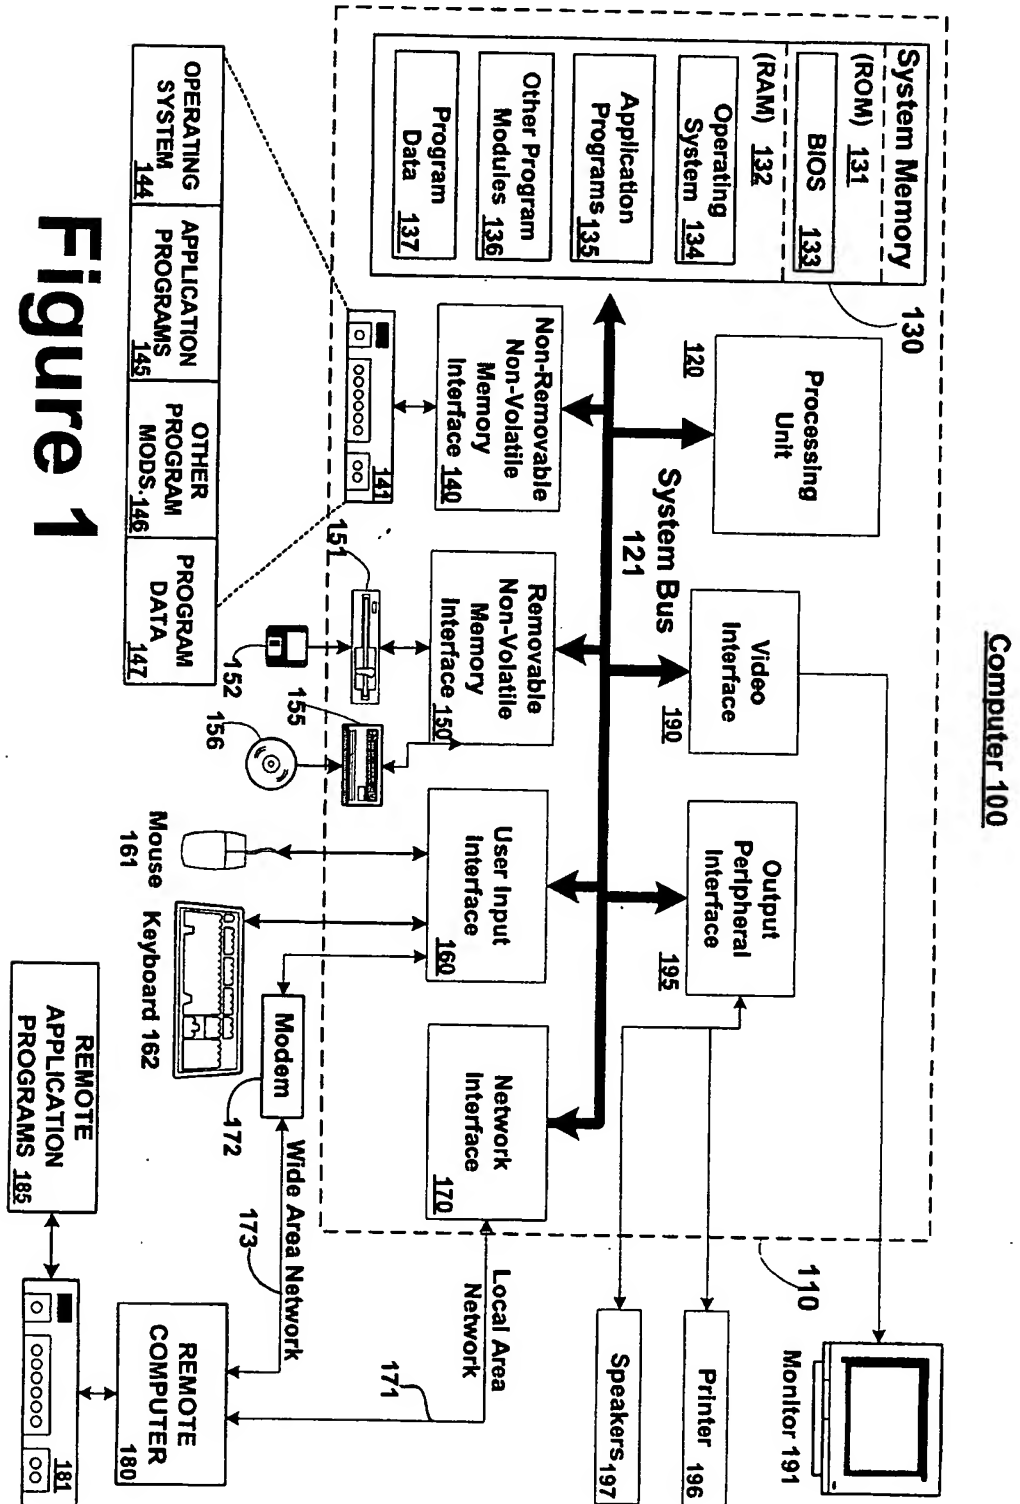 Computer 100
System Memory
(ROM) 131
BIOS
133
(RAM) 132
Operating
System 134
Application
Programs 135
Other Program
Modules 136
Program
Data 137
130
Processing
Unit
120
System Bus
121
Video
Interface
190
Output
Peripheral
Interface
195
110
Monitor 191
Printer 196
Speakers 197
Non-Removable
Non-Volatile
Memory
Interface 140
Removable
Non-Volatile
Memory
Interface 150
User Input
Interface
160
Network
Interface
170
Local Area
Network
171
141
151
152
155
156
Mouse
161
Keyboard 162
Modem
172
Wide Area Network
173
OPERATING
SYSTEM
144
APPLICATION
PROGRAMS
145
OTHER
PROGRAM
MODS. 146
PROGRAM
DATA
147
REMOTE
COMPUTER
180
181
REMOTE
APPLICATION
PROGRAMS 185
Figure 1